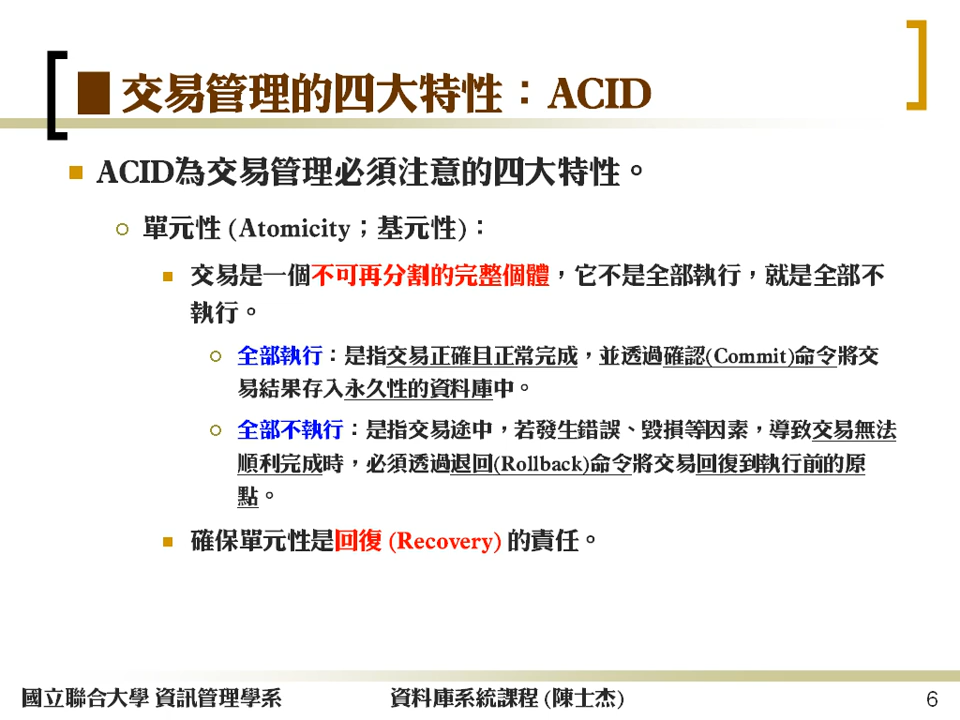 交易管理的四大特性：ACID
ACID為交易管理必須注意的四大特性。
單元性 (Atomicity；基元性)：
交易是一個不可再分割的完整個體，它不是全部執行，就是全部不
執行。
全部執行：是指交易正確且正常完成，並透過確認(Commit)命令將交
易結果存入永久性的資料庫中。
全部不執行：是指交易途中，若發生錯誤、毀損等因素，導致交易無法
順利完成時，必須透過退回(Rollback)命令將交易回復到執行前的原
點。
確保單元性是回復 (Recovery) 的責任。
國立聯合大學 資訊管理學系 資料庫系統課程 (陳士杰) 6